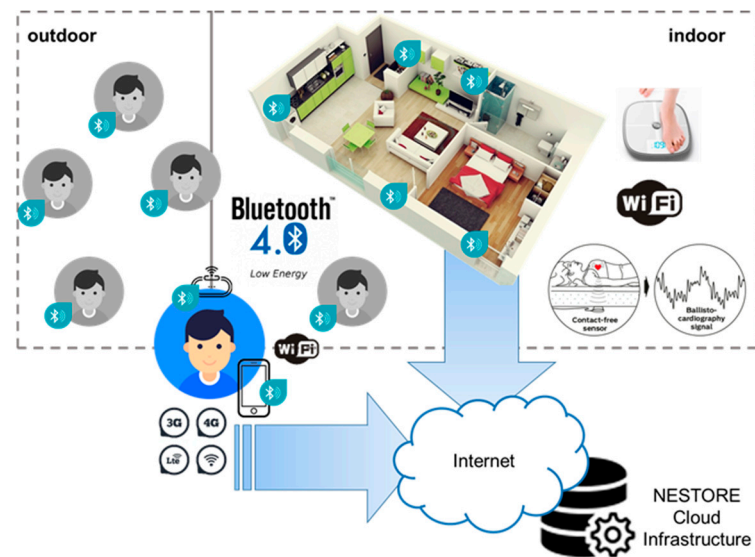 outdoor
indoor
Bluetooth™
4.0
Low Energy
WiFi
Contact-free
sensor
Ballisto-
cardiography
signal
WiFi
3G
4G
Lte
Internet
NESTORE
Cloud
Infrastructure